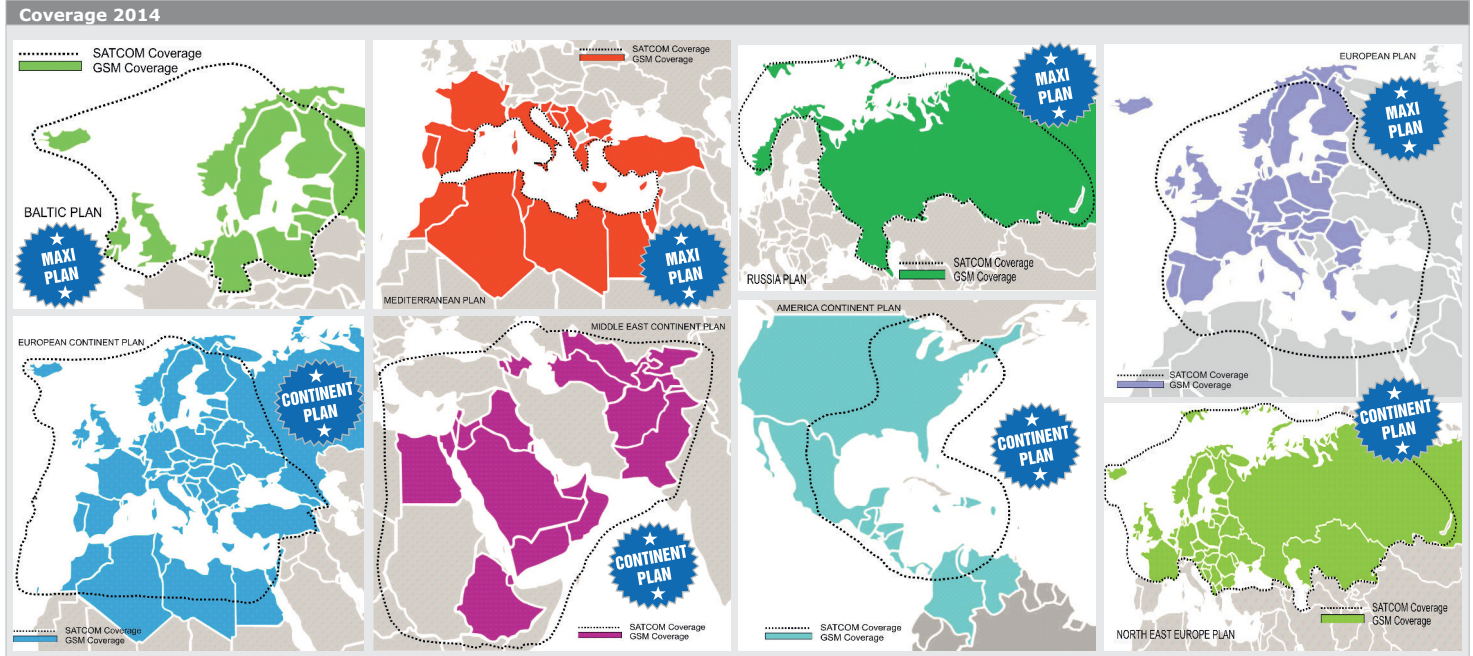 Coverage 2014
SATCOM Coverage
GSM Coverage
BALTIC PLAN
MAXI
PLAN
SATCOM Coverage
GSM Coverage
MEDITERRANEAN PLAN
MAXI
PLAN
MAXI
PLAN
SATCOM Coverage
GSM Coverage
RUSSIA PLAN
EUROPEAN PLAN
MAXI
PLAN
SATCOM Coverage
GSM Coverage
EUROPEAN CONTINENT PLAN
CONTINENT
PLAN
SATCOM Coverage
GSM Coverage
MIDDLE EAST CONTINENT PLAN
CONTINENT
PLAN
SATCOM Coverage
GSM Coverage
AMERICA CONTINENT PLAN
CONTINENT
PLAN
SATCOM Coverage
GSM Coverage
CONTINENT
PLAN
SATCOM Coverage
GSM Coverage
NORTH EAST EUROPE PLAN